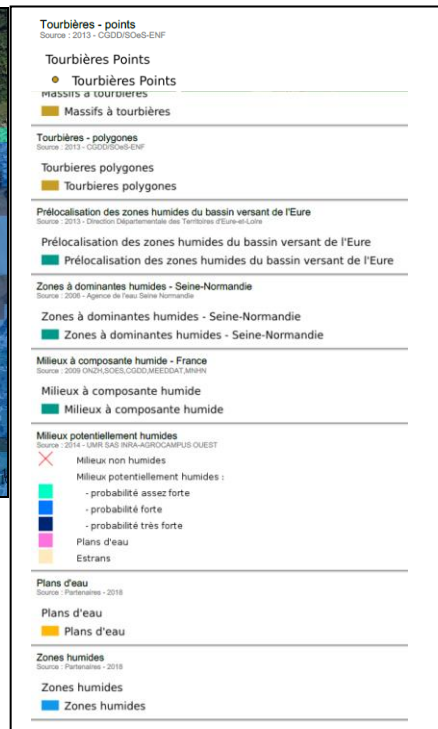 Tourbières - points
Source : 2013 - CGDD/SOeS-ENF
Tourbières Points
Tourbières Points
Massifs à tourbières
Massifs à tourbières
Tourbières - polygones
Source : 2013 - CGDD/SOeS-ENF
Tourbieres polygones
Tourbieres polygones
Prélocalisation des zones humides du bassin versant de l'Eure
Source : 2013 - Direction Départementale des Territoires d'Eure-et-Loire
Prélocalisation des zones humides du bassin versant de l'Eure
Prélocalisation des zones humides du bassin versant de l'Eure
Zones à dominantes humides - Seine-Normandie
Source : 2006 - Agence de l'eau Seine Normandie
Zones à dominantes humides - Seine-Normandie
Zones à dominantes humides - Seine-Normandie
Milieux à composante humide - France
Source : 2009 ONZH,SOES,CGDD,MEEDDAT,MNHN
Milieux à composante humide
Milieux à composante humide
Milieux potentiellement humides
Source : 2014 - UMR SAS INRA-AGROCAMPUS OUEST
Milieux non humides
Milieux potentiellement humides :
- probabilité assez forte
- probabilité forte
- probabilité très forte
Plans d'eau
Estrans
Plans d'eau
Source : Partenaires - 2018
Plans d'eau
Plans d'eau
Zones humides
Source : Partenaires - 2018
Zones humides
Zones humides